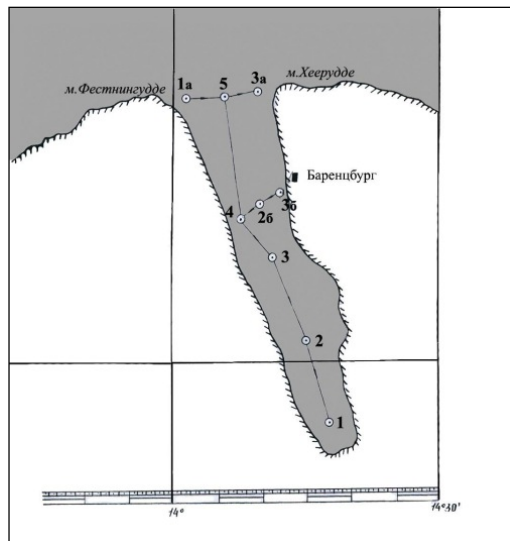 м.Хеерудде
м.Фестнингудде
1а 5 3а
Баренцбург
3б
2б
4
3
2
1
14° 14°30'